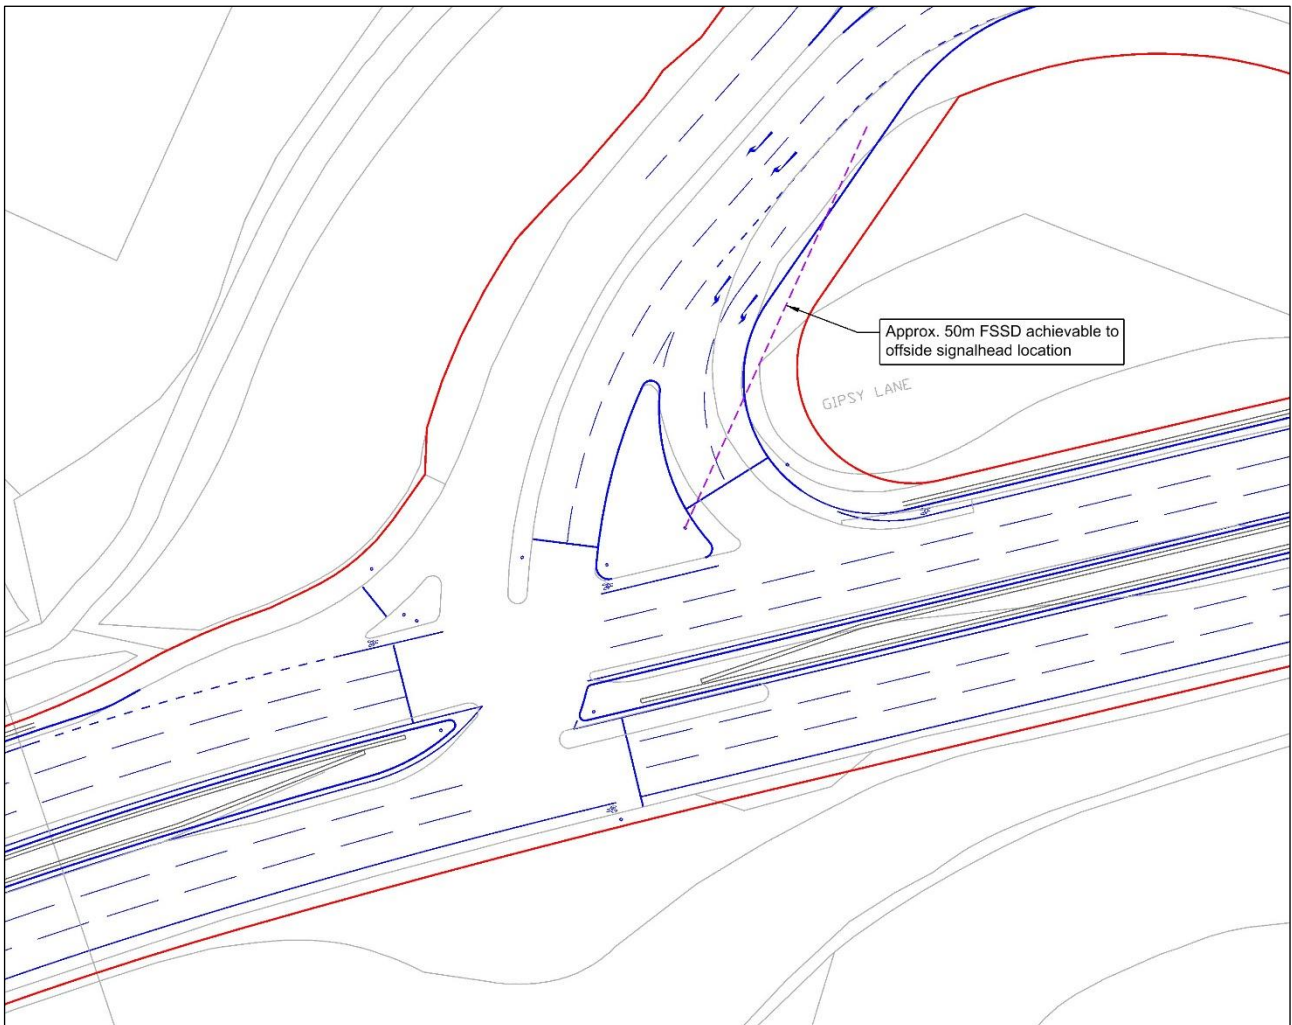 Approx. 50m FSSD achievable to
offside signalhead location
GIPSY LANE